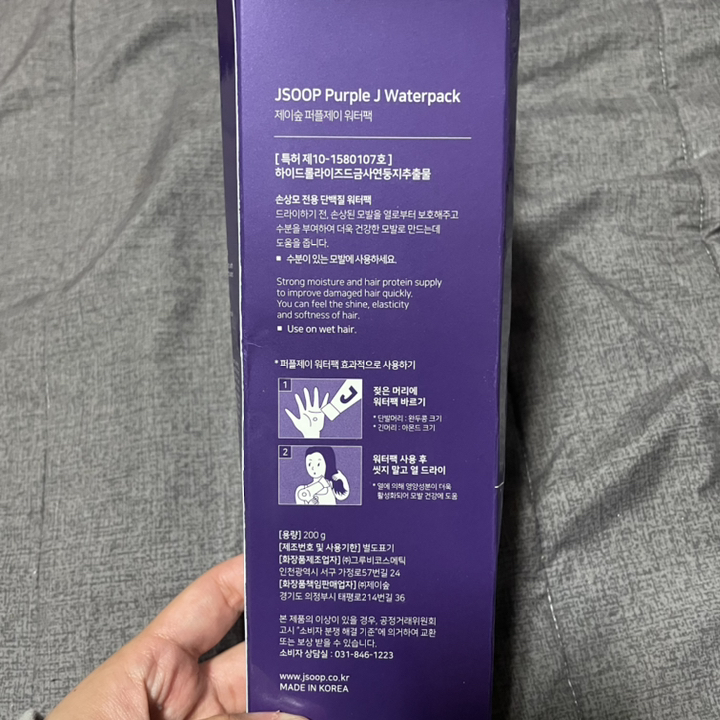 JSOOP Purple J Waterpack
제이숲 퍼플제이 워터팩
[ 특허 제10-1580107호 ]
하이드롤라이즈드금사연둥지추출물
손상모 전용 단백질 워터팩
드라이하기 전, 손상된 모발을 열로부터 보호해주고
수분을 부여하여 더욱 건강한 모발로 만드는데
도움을 줍니다.
■ 수분이 있는 모발에 사용하세요.
Strong moisture and hair protein supply
to improve damaged hair quickly.
You can feel the shine, elasticity
and softness of hair.
■ Use on wet hair.
* 퍼플제이 워터팩 효과적으로 사용하기
1
J
젖은 머리에
워터팩 바르기
* 단발머리 : 완두콩 크기
* 긴머리 : 아몬드 크기
2
워터팩 사용 후
씻지 말고 열 드라이
* 열에 의해 영양성분이 더욱
활성화되어 모발 건강에 도움
[용량] 200 g
[제조번호 및 사용기한] 별도표기
[화장품제조업자] ㈜그루비코스메틱
인천광역시 서구 가정로57번길 24
[화장품책임판매업자] ㈜제이숲
경기도 의정부시 태평로214번길 36
본 제품의 이상이 있을 경우, 공정거래위원회
고시 "소비자 분쟁 해결 기준"에 의거하여 교환
또는 보상 받을 수 있습니다.
소비자 상담실 : 031-846-1223
www.jsoop.co.kr
MADE IN KOREA